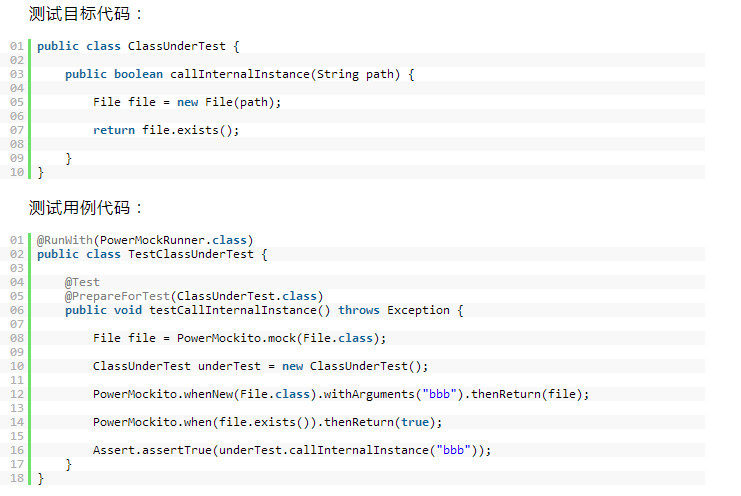 测试目标代码：
01 public class ClassUnderTest {
02
03     public boolean callInternalInstance(String path) {
04
05         File file = new File(path);
06
07         return file.exists();
08
09     }
10 }
测试用例代码：
01 @RunWith(PowerMockRunner.class)
02 public class TestClassUnderTest {
03
04     @Test
05     @PrepareForTest(ClassUnderTest.class)
06     public void testCallInternalInstance() throws Exception {
07
08         File file = PowerMockito.mock(File.class);
09
10         ClassUnderTest underTest = new ClassUnderTest();
11
12         PowerMockito.whenNew(File.class).withArguments("bbb").thenReturn(file);
13
14         PowerMockito.when(file.exists()).thenReturn(true);
15
16         Assert.assertTrue(underTest.callInternalInstance("bbb"));
17     }
18 }